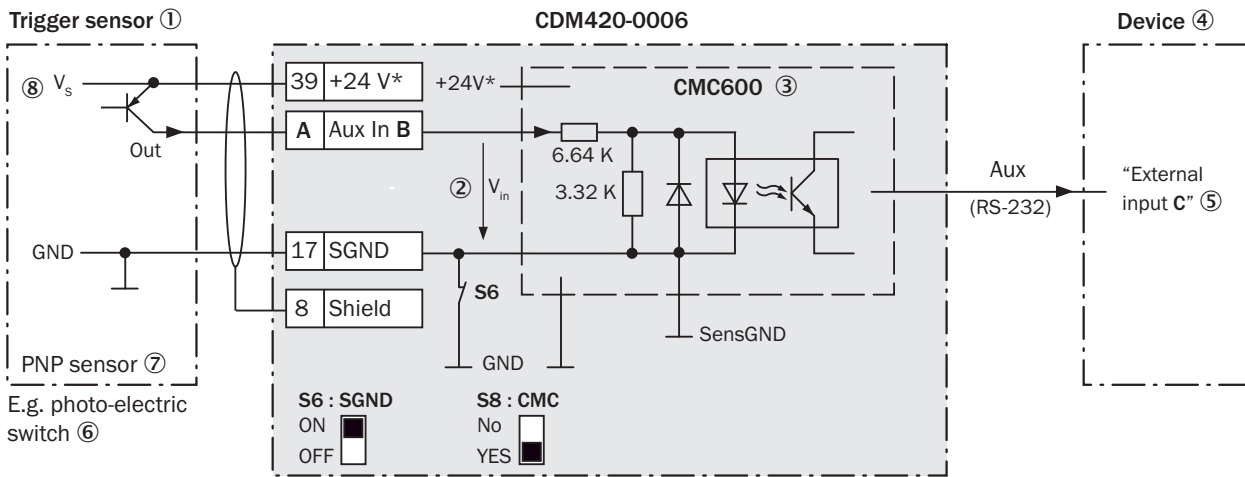 Trigger sensor ①
CDM420-0006
Device ④
⑧ Vs
39 +24 V*
+24V*
CMC600 ③
A Aux In B
Out
6.64 K
② Vin
3.32 K
Aux
(RS-232)
"External
input C" ⑤
GND
17 SGND
S6
8 Shield
SensGND
GND
PNP sensor ⑦
E.g. photo-electric
switch ⑥
S6 : SGND
ON
OFF
S8 : CMC
No
YES